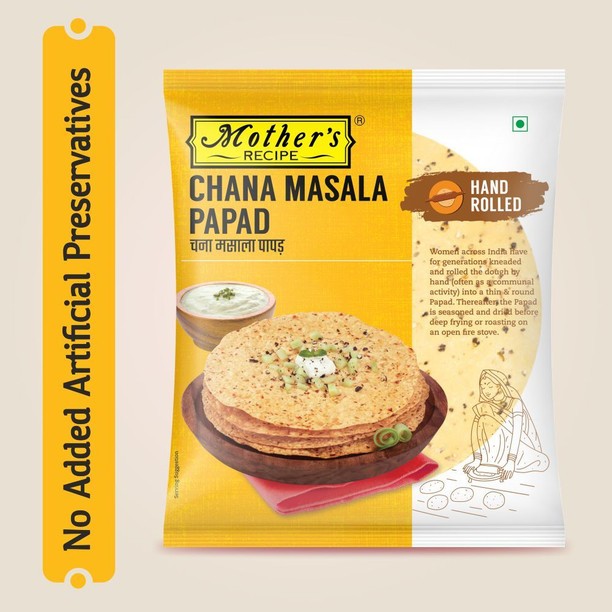 No Added Artificial Preservatives
Mother's®
RECIPE
CHANA MASALA
PAPAD
चना मसाला पापड़
HAND
ROLLED
Women across India have
for generations kneaded
and rolled the dough by
hand (often as a communal
activity) into a thin & round
Papad. Thereafter the Papad
is seasoned and dried before
deep frying or roasting on
an open fire stove.
Serving Suggestion